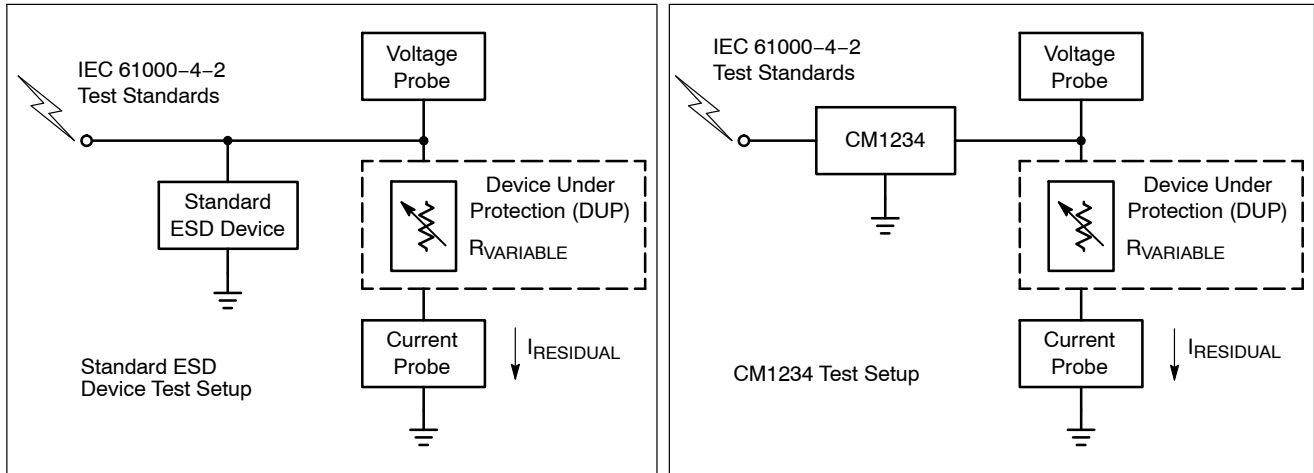 IEC 61000−4−2
Test Standards
Voltage
Probe
Standard
ESD Device
Device Under
Protection (DUP)
RVARIABLE
Current
Probe
IRESIDUAL
Standard ESD
Device Test Setup
IEC 61000−4−2
Test Standards
Voltage
Probe
CM1234
Device Under
Protection (DUP)
RVARIABLE
Current
Probe
IRESIDUAL
CM1234 Test Setup